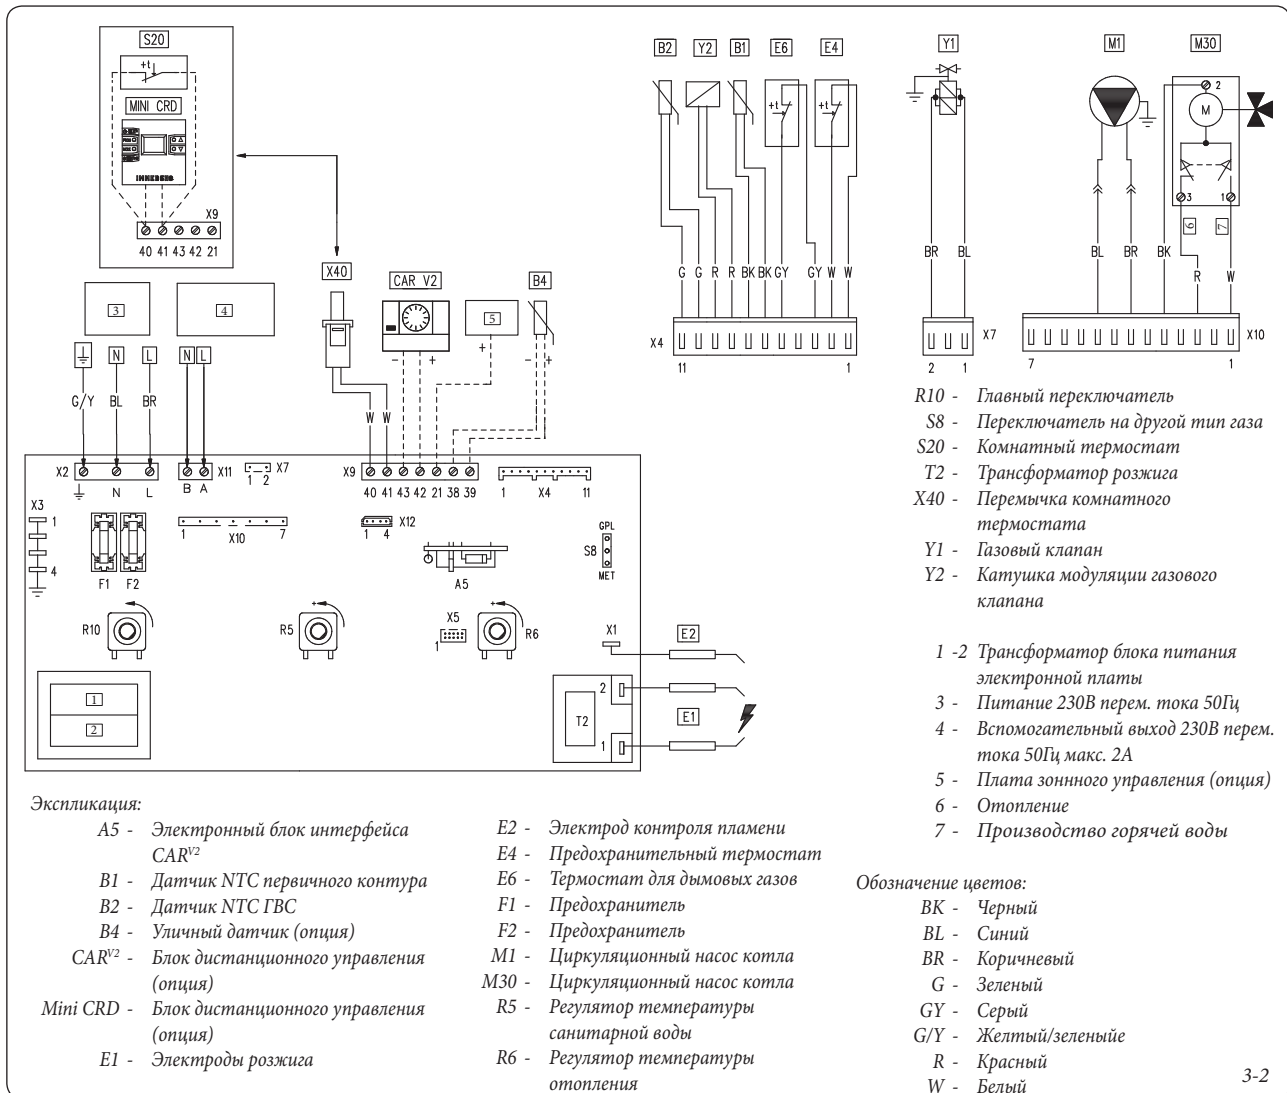 S20
+t
MINI CRD
IMMERGAS
X9
40 41 43 42 21
3
4
N L N L
G/Y BL BR
X40
CAR V2
5
B4
- + + - +
W W
B2 Y2 B1 E6 E4
+t +t
G G R R BK BK GY GY W W
X4
11 1
Y1
BR BL
X7
2 1
M1
M30
2
M
3 1
6 7
BL BR BK R W
X10
7 1
X2
N L
X11
B A
X7
1 2
X9
40 41 43 42 21 38 39
1 X4 11
X3
1
4
F1 F2
1 X10 7
X12
1 4
A5
GPL
S8
MET
R10
R5
+
X5
1
+
R6
X1
E2
1
2
T2
2
1
E1
R10 - Главный переключатель
S8 - Переключатель на другой тип газа
S20 - Комнатный термостат
T2 - Трансформатор розжига
X40 - Перемычка комнатного
термостата
Y1 - Газовый клапан
Y2 - Катушка модуляции газового
клапана
1 -2 Трансформатор блока питания
электронной платы
3 - Питание 230В перем. тока 50Гц
4 - Вспомогательный выход 230В перем.
тока 50Гц макс. 2А
5 - Плата зоннного управления (опция)
6 - Отопление
7 - Производство горячей воды
Экспликация:
A5 - Электронный блок интерфейса
CARV2
B1 - Датчик NTC первичного контура
B2 - Датчик NTC ГВС
B4 - Уличный датчик (опция)
CARV2 - Блок дистанционного управления
(опция)
Mini CRD - Блок дистанционного управления
(опция)
E1 - Электроды розжига
E2 - Электрод контроля пламени
E4 - Предохранительный термостат
E6 - Термостат для дымовых газов
F1 - Предохранитель
F2 - Предохранитель
M1 - Циркуляционный насос котла
M30 - Циркуляционный насос котла
R5 - Регулятор температуры
санитарной воды
R6 - Регулятор температуры
отопления
Обозначение цветов:
BK - Черный
BL - Синий
BR - Коричневый
G - Зеленый
GY - Серый
G/Y - Желтый/зеленыйе
R - Красный
W - Белый
3-2